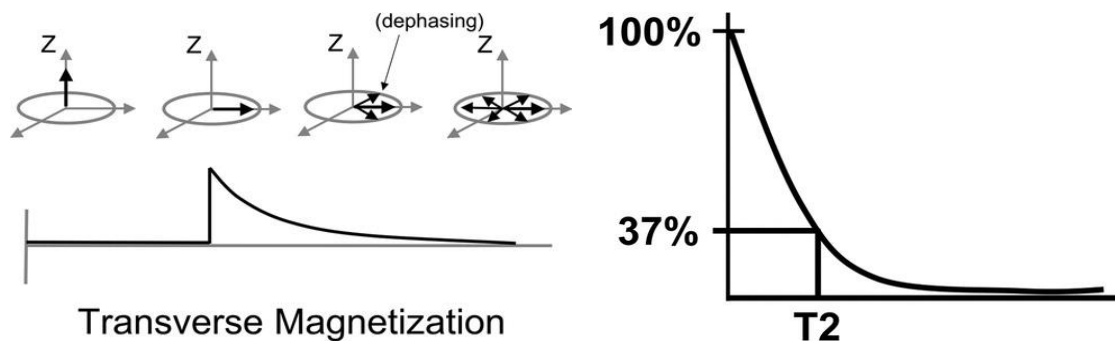 (dephasing)
Z
Z
Z
Z
Transverse Magnetization
100%
37%
T2